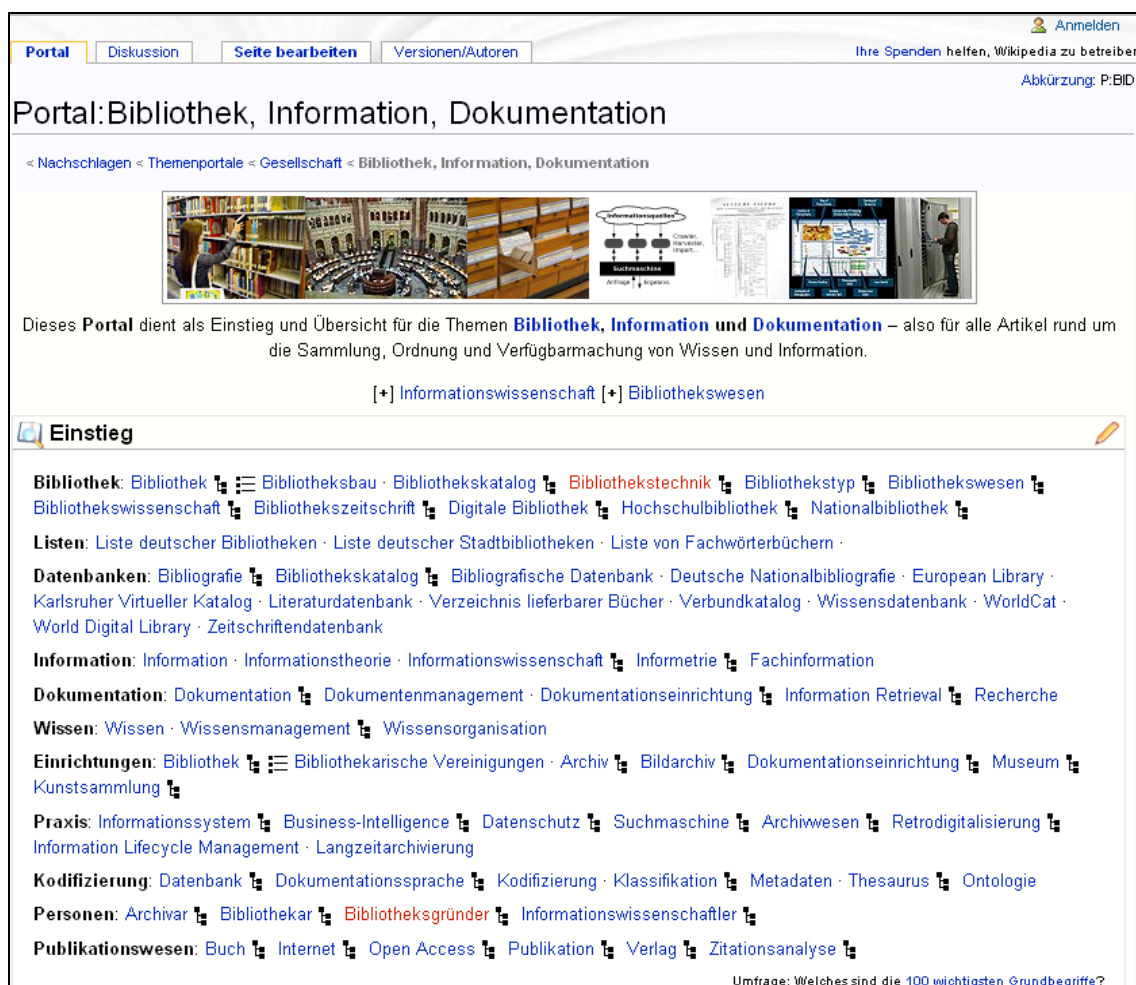 Anmelden
Portal Diskussion Seite bearbeiten Versionen/Autoren Ihre Spenden helfen, Wikipedia zu betreiben
Abkürzung: P:BID
Portal:Bibliothek, Information, Dokumentation
< Nachschlagen < Themenportale < Gesellschaft < Bibliothek, Information, Dokumentation
Informationsquellen
Crawler,
Harvester,
Import...
Suchmaschine
Anfrage Ergebnis
Dieses Portal dient als Einstieg und Übersicht für die Themen Bibliothek, Information und Dokumentation – also für alle Artikel rund um
die Sammlung, Ordnung und Verfügbarmachung von Wissen und Information.
[+] Informationswissenschaft [+] Bibliothekswesen
Einstieg
Bibliothek: Bibliothek Bibliotheksbau · Bibliothekskatalog Bibliothekstechnik Bibliothekstyp Bibliothekswesen
Bibliothekswissenschaft Bibliothekszeitschrift Digitale Bibliothek Hochschulbibliothek Nationalbibliothek
Listen: Liste deutscher Bibliotheken · Liste deutscher Stadtbibliotheken · Liste von Fachwörterbüchern ·
Datenbanken: Bibliografie Bibliothekskatalog Bibliografische Datenbank · Deutsche Nationalbibliografie · European Library ·
Karlsruher Virtueller Katalog · Literaturdatenbank · Verzeichnis lieferbarer Bücher · Verbundkatalog · Wissensdatenbank · WorldCat ·
World Digital Library · Zeitschriftendatenbank
Information: Information · Informationstheorie · Informationswissenschaft Informetrie Fachinformation
Dokumentation: Dokumentation Dokumentenmanagement · Dokumentationseinrichtung Information Retrieval Recherche
Wissen: Wissen · Wissensmanagement Wissensorganisation
Einrichtungen: Bibliothek Bibliothekarische Vereinigungen · Archiv Bildarchiv Dokumentationseinrichtung Museum
Kunstsammlung
Praxis: Informationssystem Business-Intelligence Datenschutz Suchmaschine Archivwesen Retrodigitalisierung
Information Lifecycle Management · Langzeitarchivierung
Kodifizierung: Datenbank Dokumentationssprache Kodifizierung · Klassifikation Metadaten · Thesaurus Ontologie
Personen: Archivar Bibliothekar Bibliotheksgründer Informationswissenschaftler
Publikationswesen: Buch Internet Open Access Publikation Verlag Zitationsanalyse
Umfrage: Welches sind die 100 wichtigsten Grundbegriffe?